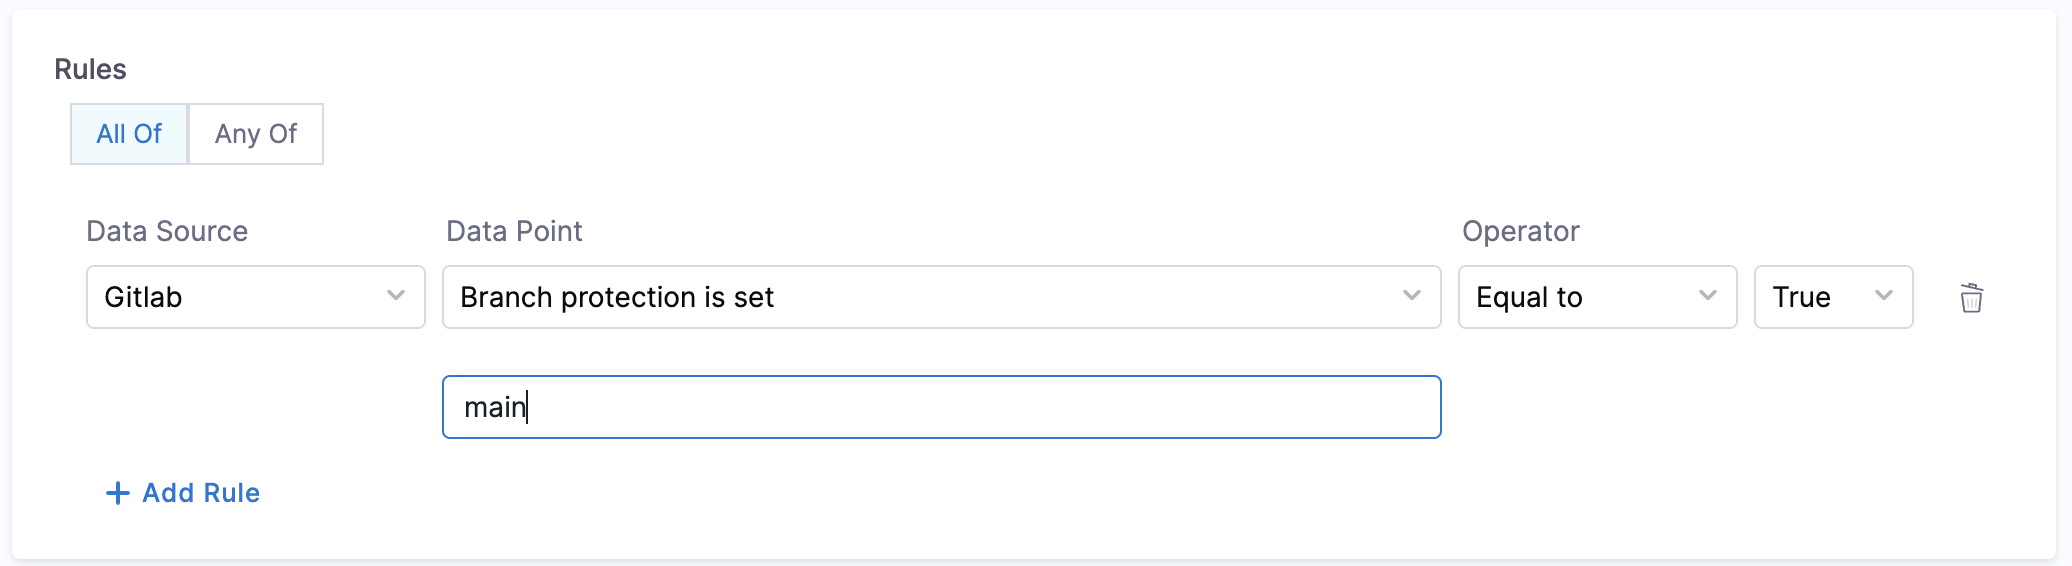 Rules
All Of Any Of
Data Source Data Point Operator
Gitlab Branch protection is set Equal to True
main
+ Add Rule